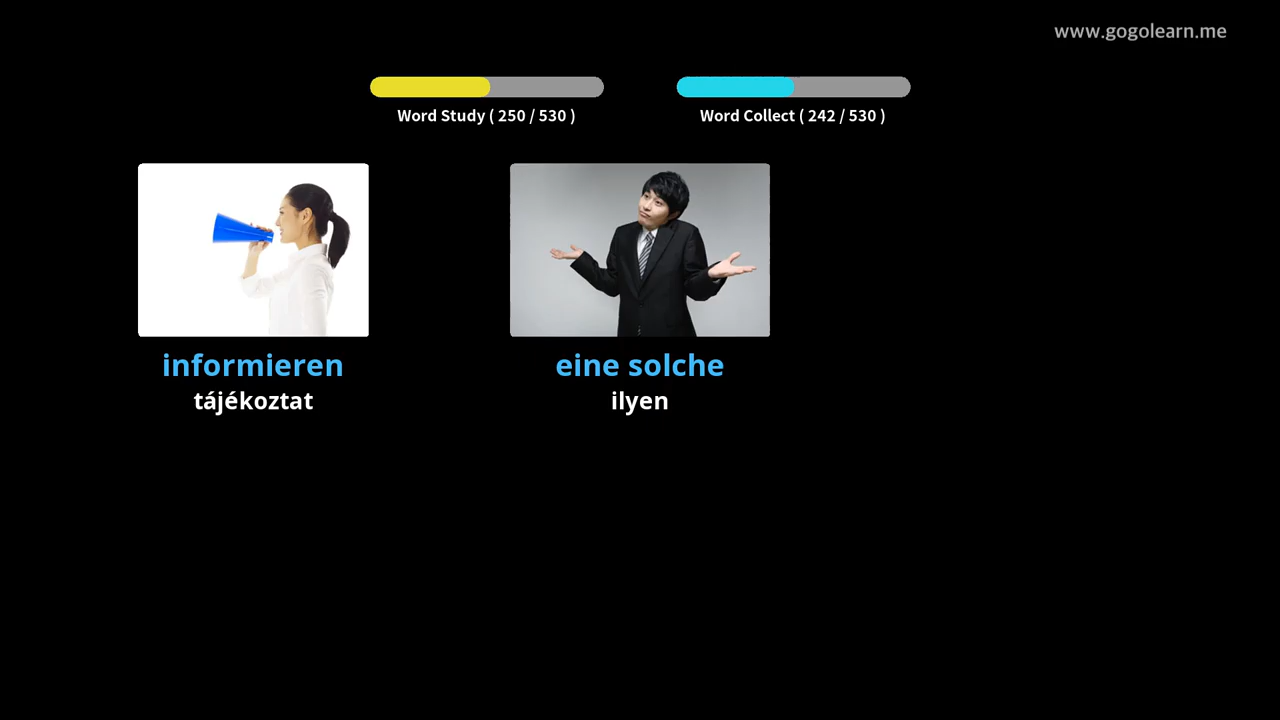 www.gogolearn.me
Word Study ( 250 / 530 )
Word Collect ( 242 / 530 )
informieren
tájékoztat
eine solche
ilyen